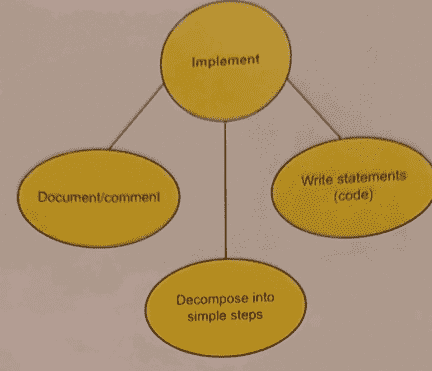 Implement
Document/comment
Write statements
(code)
Decompose into
simple steps